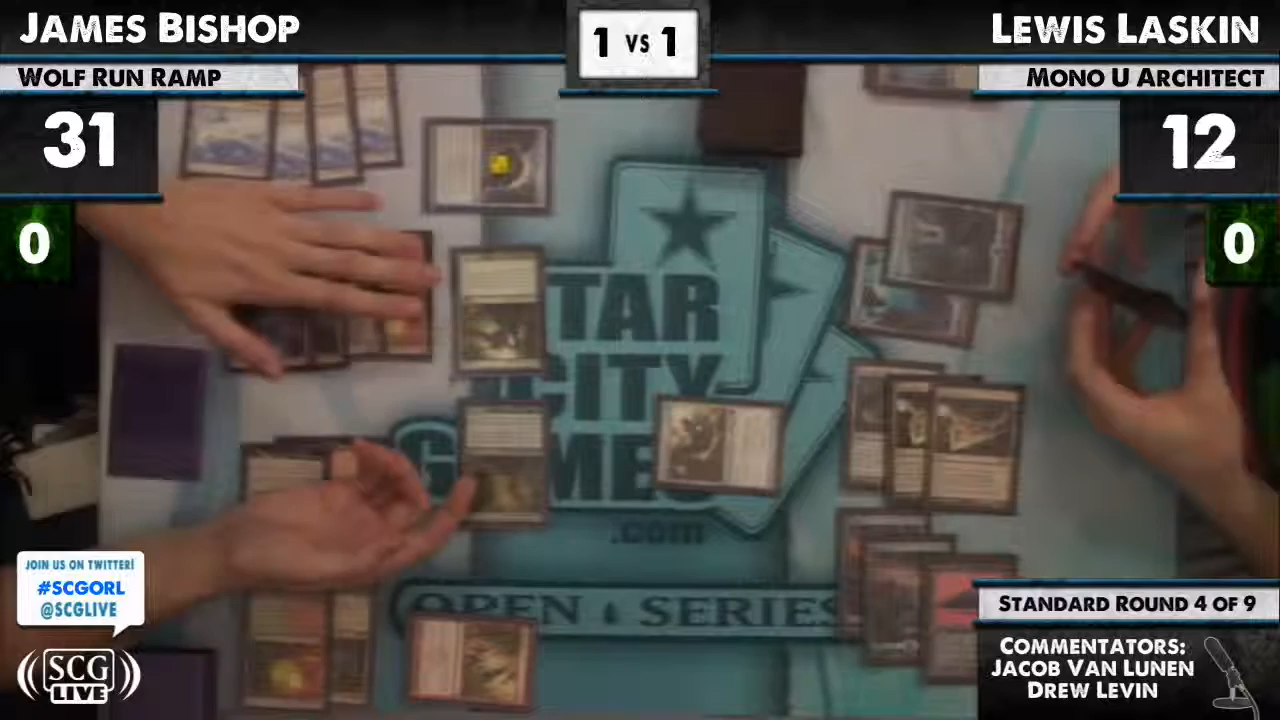 JAMES BISHOP
1 VS 1
LEWIS LASKIN
WOLF RUN RAMP
MONO U ARCHITECT
31
12
0
0
STAR
CITY
GAMES
.com
OPEN SERIES
JOIN US ON TWITTER!
#SCGORL
@SCGLIVE
SCG
LIVE
STANDARD ROUND 4 OF 9
COMMENTATORS:
JACOB VAN LUNEN
DREW LEVIN